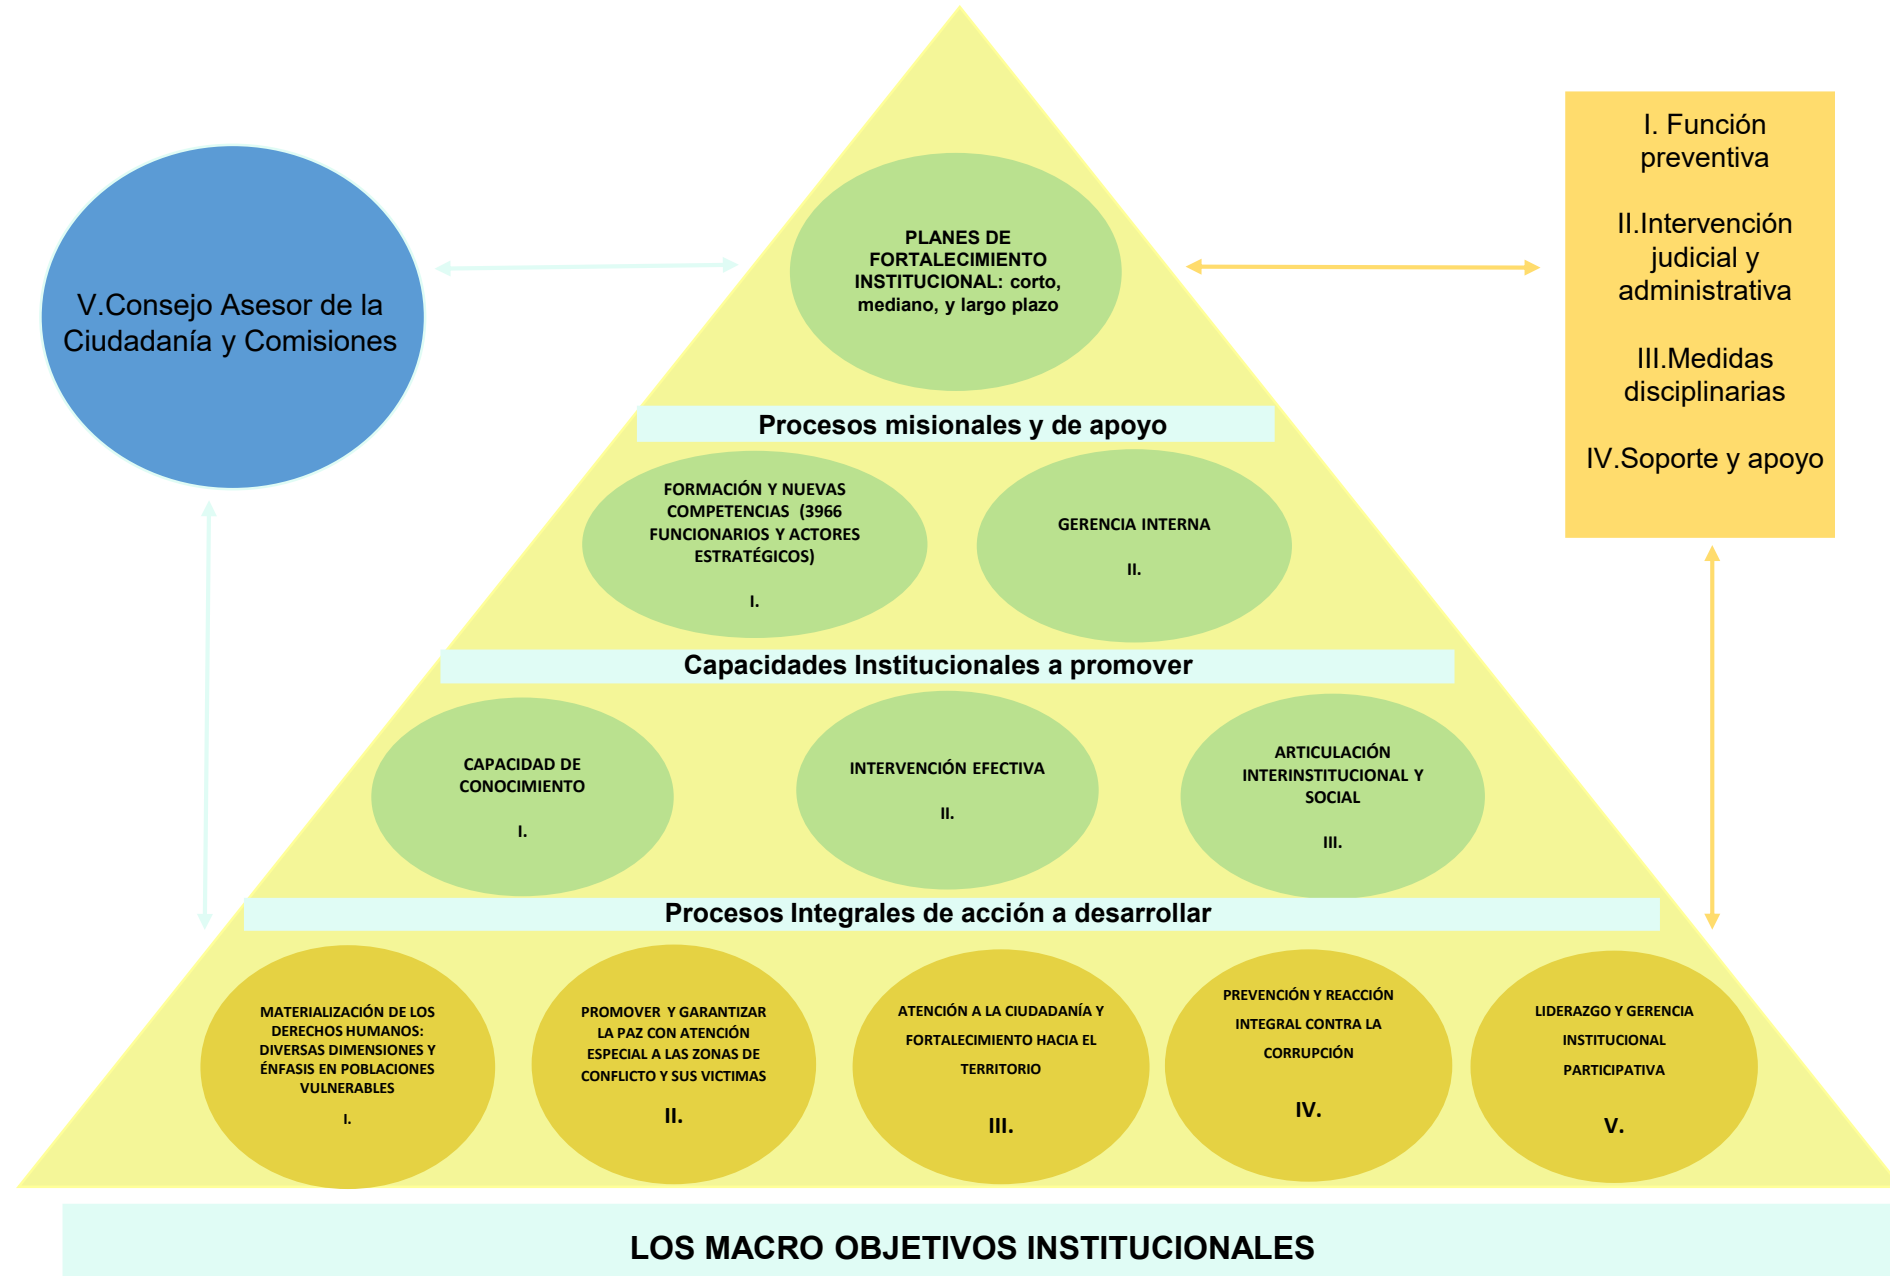 V.Consejo Asesor de la
Ciudadanía y Comisiones
PLANES DE
FORTALECIMIENTO
INSTITUCIONAL: corto,
mediano, y largo plazo
I. Función
preventiva
II.Intervención
judicial y
administrativa
III.Medidas
disciplinarias
IV.Soporte y apoyo
Procesos misionales y de apoyo
FORMACIÓN Y NUEVAS
COMPETENCIAS (3966
FUNCIONARIOS Y ACTORES
ESTRATÉGICOS)
I.
GERENCIA INTERNA
II.
Capacidades Institucionales a promover
CAPACIDAD DE
CONOCIMIENTO
I.
INTERVENCIÓN EFECTIVA
II.
ARTICULACIÓN
INTERINSTITUCIONAL Y
SOCIAL
III.
Procesos Integrales de acción a desarrollar
MATERIALIZACIÓN DE LOS
DERECHOS HUMANOS:
DIVERSAS DIMENSIONES Y
ÉNFASIS EN POBLACIONES
VULNERABLES
I.
PROMOVER Y GARANTIZAR
LA PAZ CON ATENCIÓN
ESPECIAL A LAS ZONAS DE
CONFLICTO Y SUS VICTIMAS
II.
ATENCIÓN A LA CIUDADANÍA Y
FORTALECIMIENTO HACIA EL
TERRITORIO
III.
PREVENCIÓN Y REACCIÓN
INTEGRAL CONTRA LA
CORRUPCIÓN
IV.
LIDERAZGO Y GERENCIA
INSTITUCIONAL
PARTICIPATIVA
V.
LOS MACRO OBJETIVOS INSTITUCIONALES